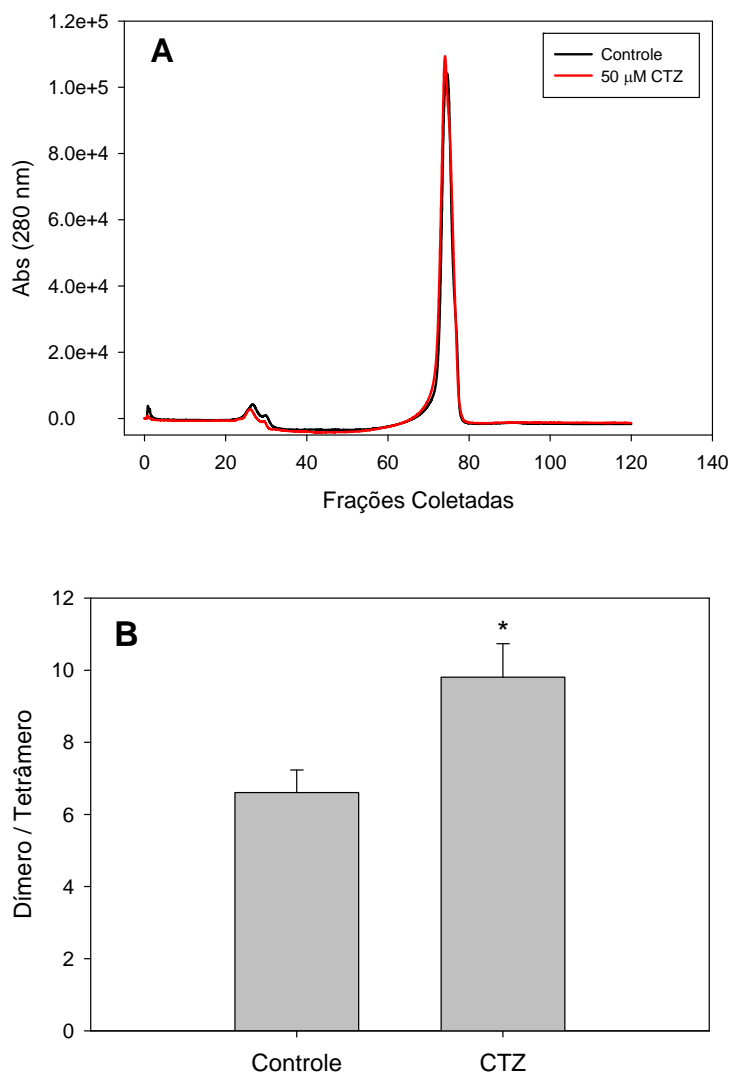 A
Controle
50 μM CTZ
1.2e+5
1.0e+5
8.0e+4
6.0e+4
4.0e+4
2.0e+4
0.0
Abs (280 nm)
0 20 40 60 80 100 120 140
Frações Coletadas
B
*
12
10
8
6
4
2
0
Dímero / Tetrâmero
Controle CTZ